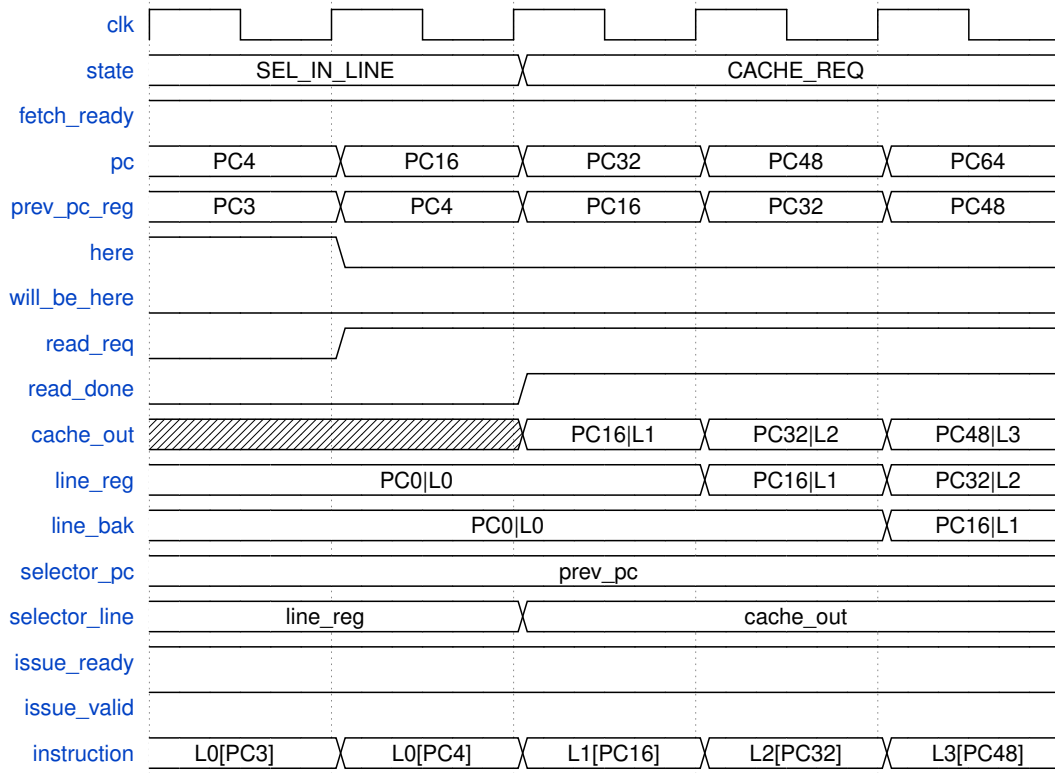 clk
state SEL_IN_LINE CACHE_REQ
fetch_ready
pc PC4 PC16 PC32 PC48 PC64
prev_pc_reg PC3 PC4 PC16 PC32 PC48
here
will_be_here
read_req
read_done
cache_out PC16|L1 PC32|L2 PC48|L3
line_reg PC0|L0 PC16|L1 PC32|L2
line_bak PC0|L0 PC16|L1
selector_pc prev_pc
selector_line line_reg cache_out
issue_ready
issue_valid
instruction L0[PC3] L0[PC4] L1[PC16] L2[PC32] L3[PC48]